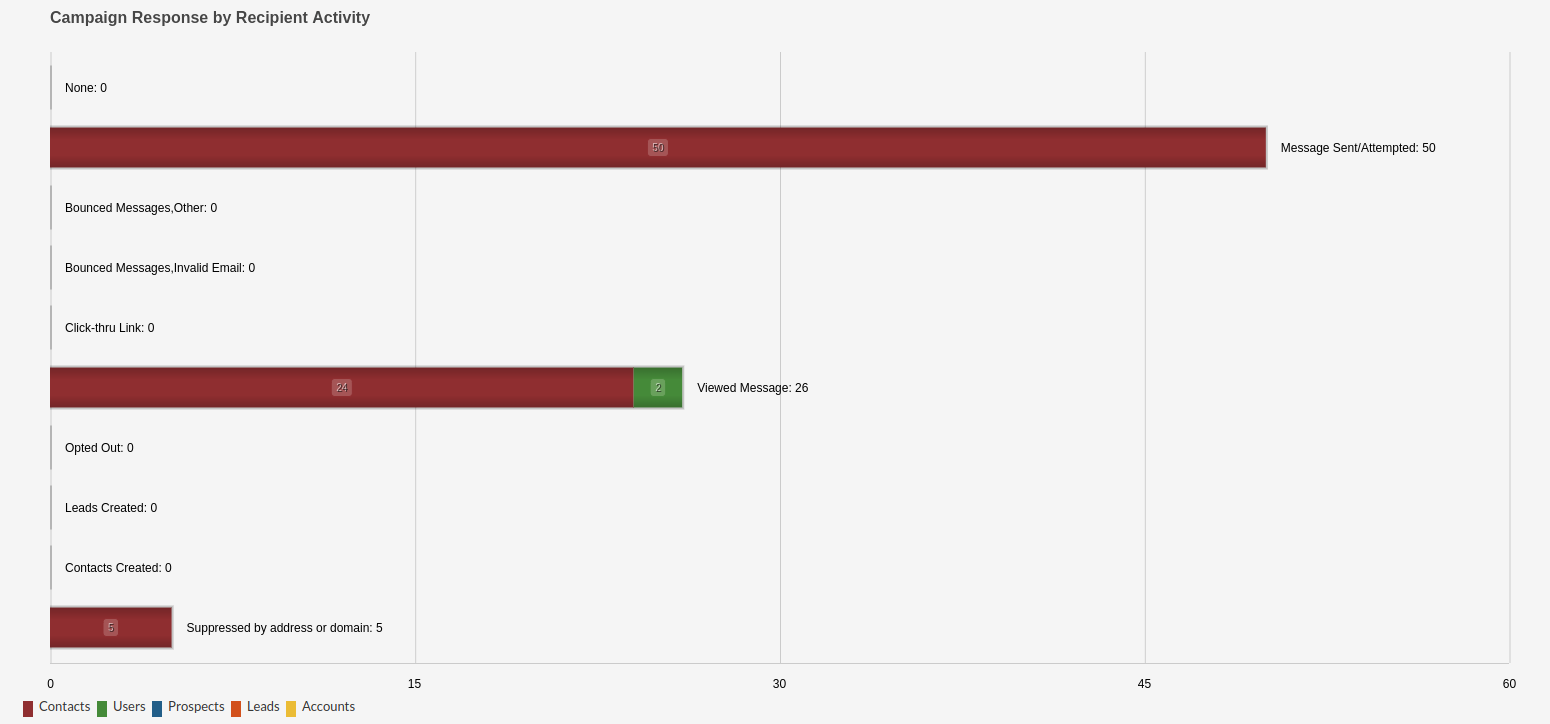 Campaign Response by Recipient Activity
None: 0
50
Message Sent/Attempted: 50
Bounced Messages,Other: 0
Bounced Messages,Invalid Email: 0
Click-thru Link: 0
24
2
Viewed Message: 26
Opted Out: 0
Leads Created: 0
Contacts Created: 0
5
Suppressed by address or domain: 5
0 15 30 45 60
Contacts Users Prospects Leads Accounts